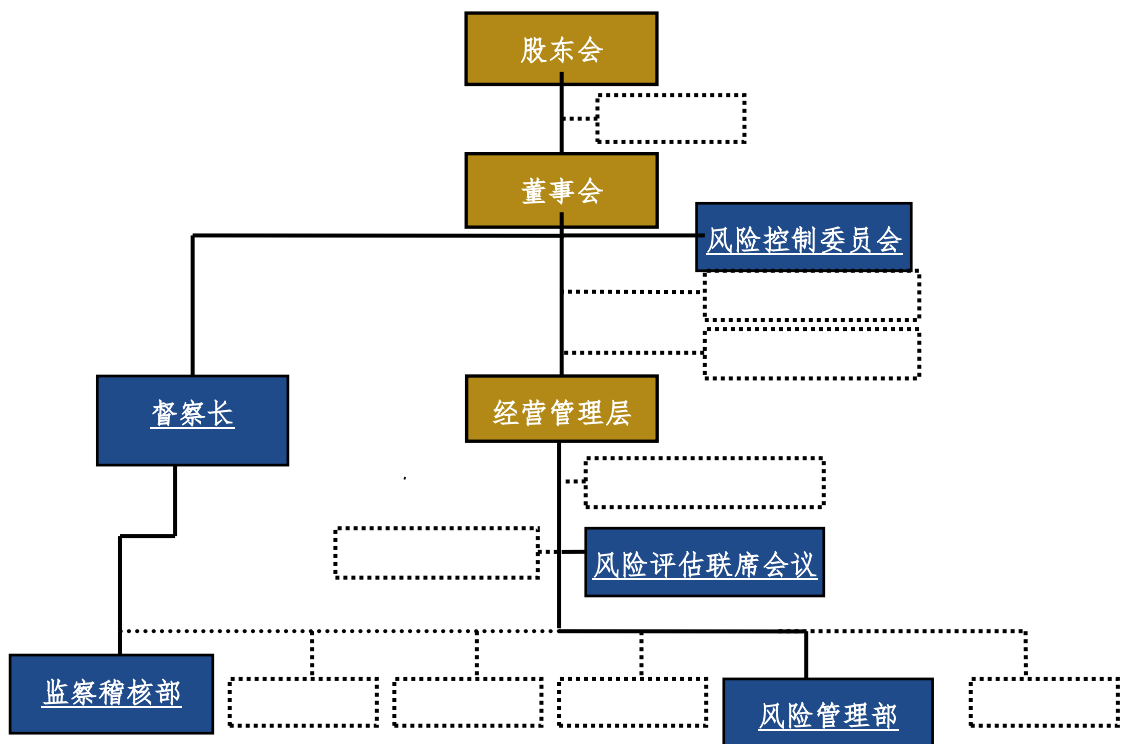 股东会
董事会
风险控制委员会
督察长
经营管理层
风险评估联席会议
监察稽核部
风险管理部